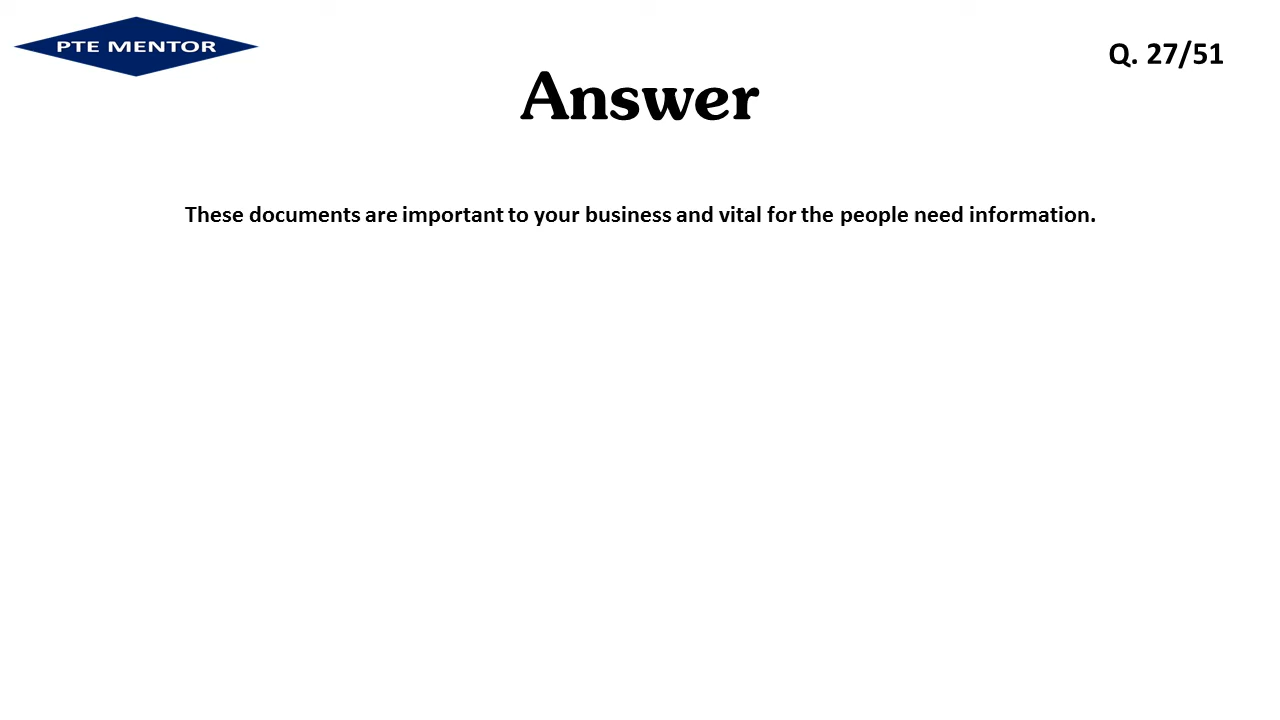 PTE MENTOR
Q. 27/51
Answer
These documents are important to your business and vital for the people need information.